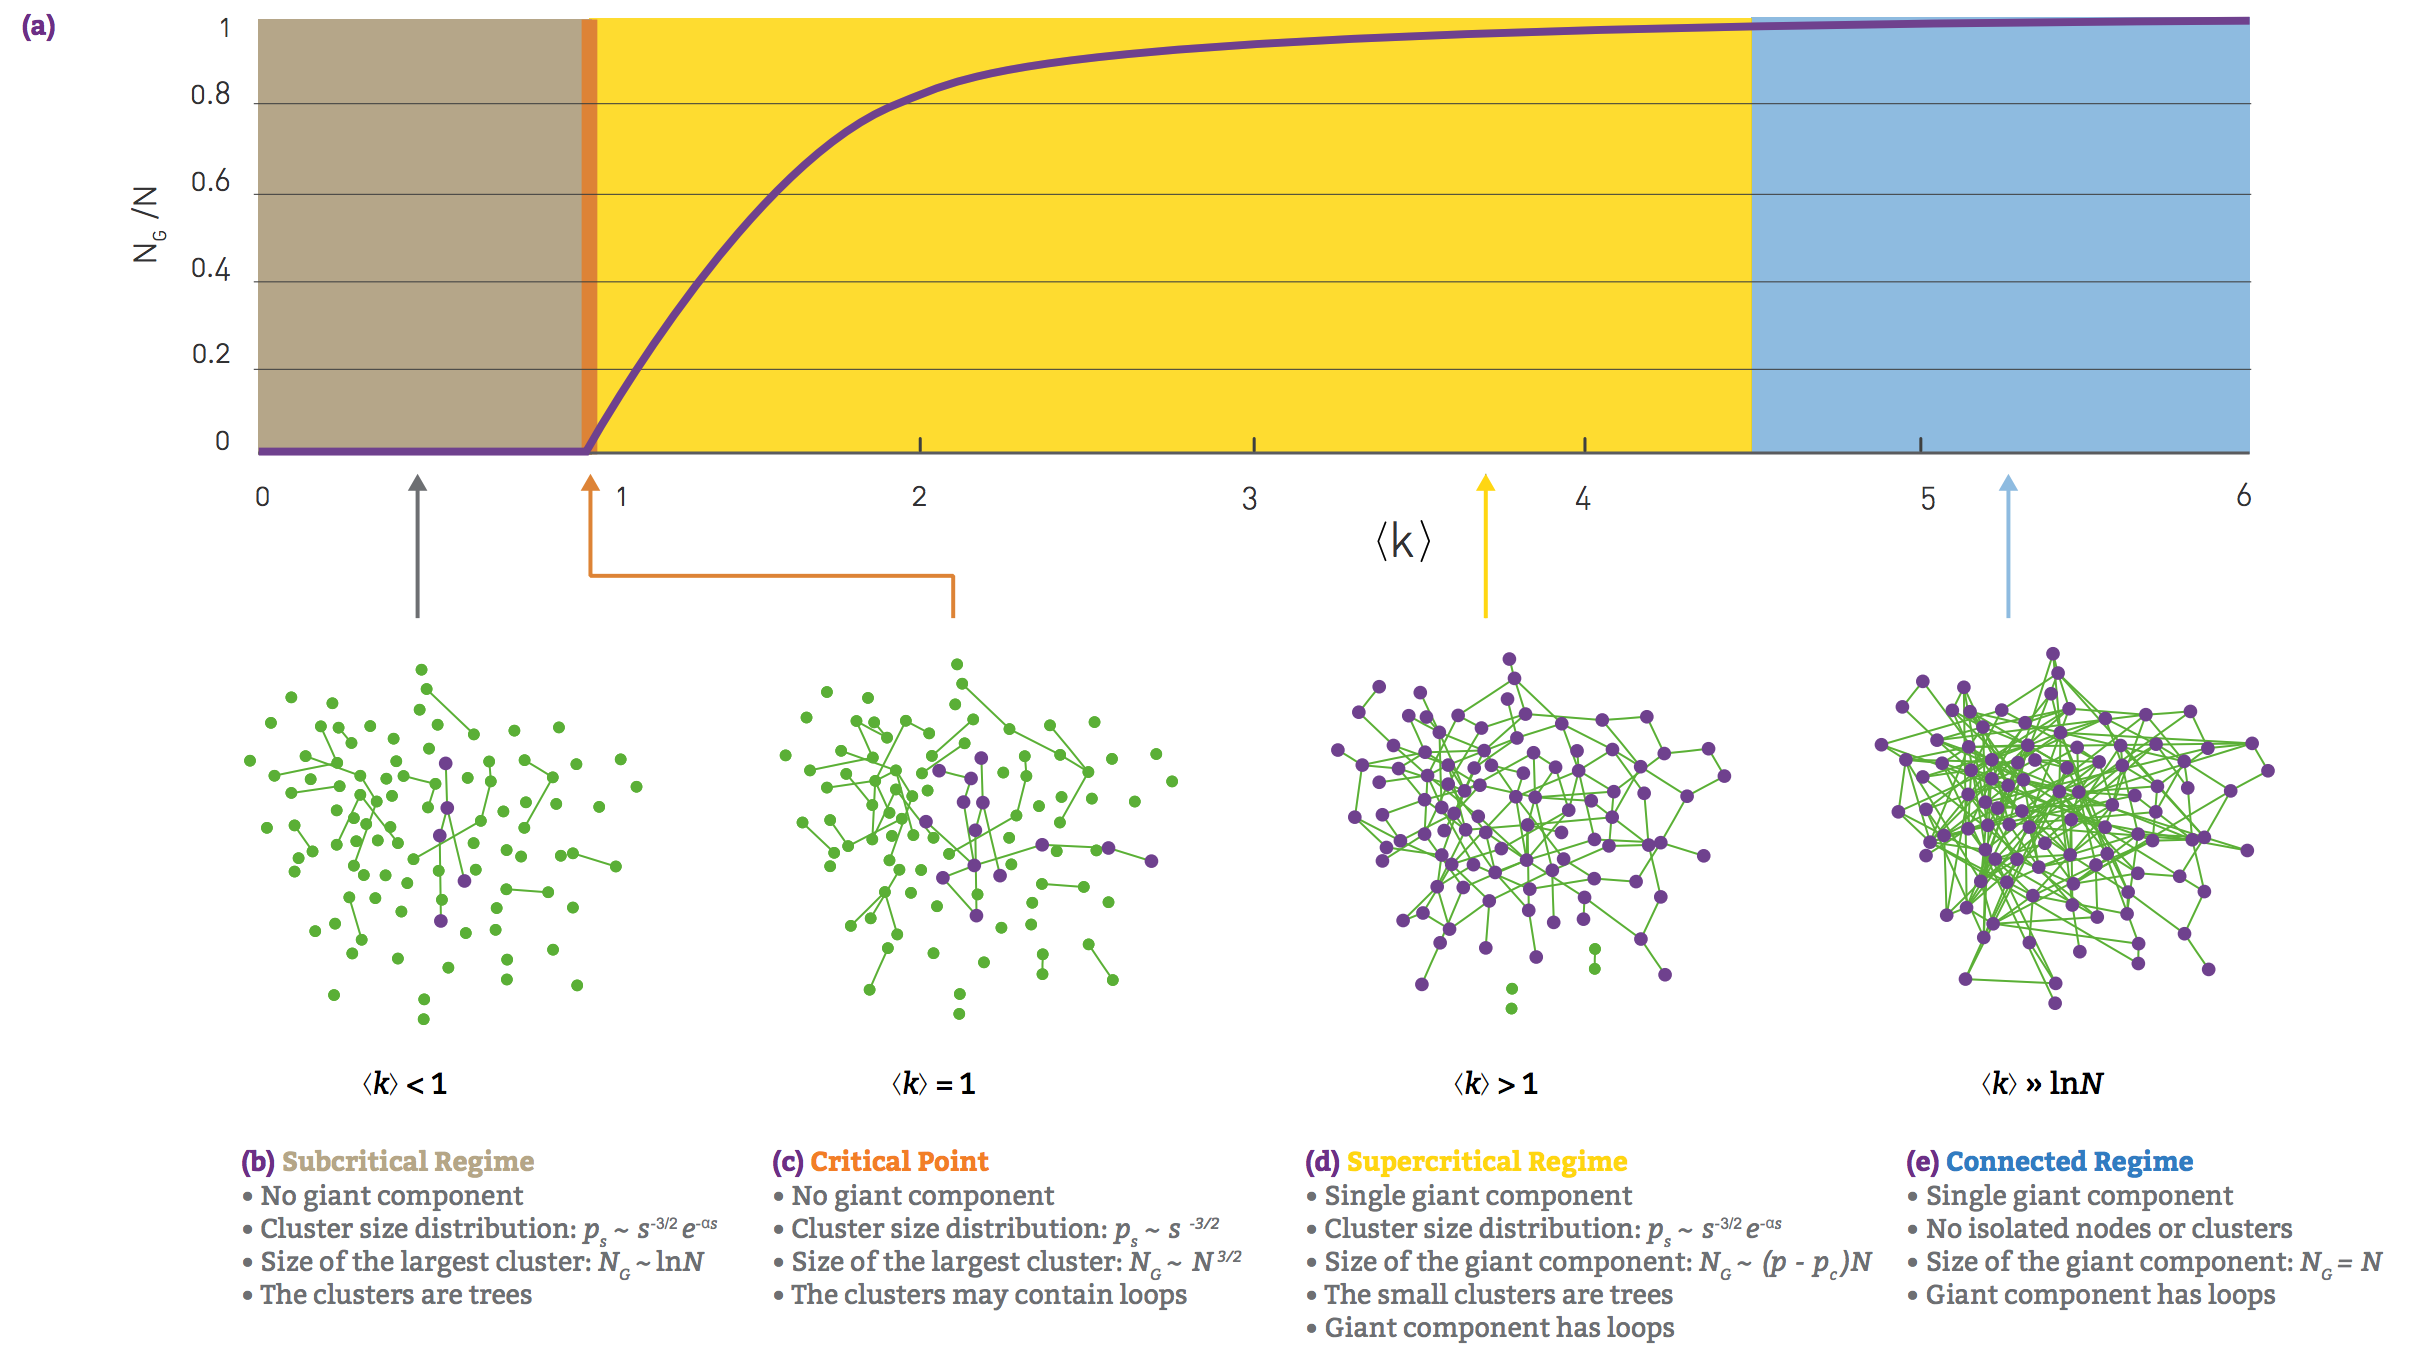 (a)
1
0.8
0.6
0.4
0.2
0
N_G /N
0 1 2 3 4 5 6
⟨k⟩
⟨k⟩ < 1
⟨k⟩ = 1
⟨k⟩ > 1
⟨k⟩ » lnN
(b) Subcritical Regime
• No giant component
• Cluster size distribution: p_s ~ s^-3/2 e^-αs
• Size of the largest cluster: N_G ~ lnN
• The clusters are trees
(c) Critical Point
• No giant component
• Cluster size distribution: p_s ~ s^-3/2
• Size of the largest cluster: N_G ~ N^3/2
• The clusters may contain loops
(d) Supercritical Regime
• Single giant component
• Cluster size distribution: p_s ~ s^-3/2 e^-αs
• Size of the giant component: N_G ~ (p - p_c)N
• The small clusters are trees
• Giant component has loops
(e) Connected Regime
• Single giant component
• No isolated nodes or clusters
• Size of the giant component: N_G = N
• Giant component has loops